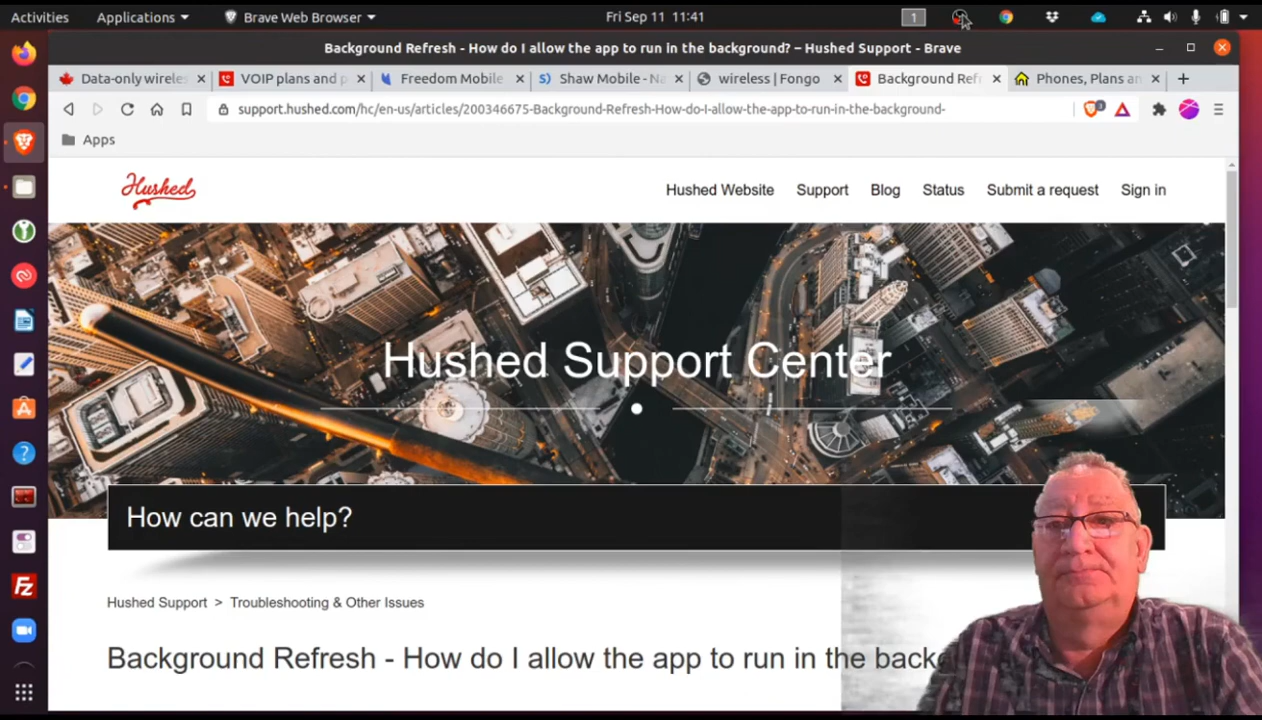 Activities Applications Brave Web Browser Fri Sep 11 11:41 1
Background Refresh - How do I allow the app to run in the background? – Hushed Support - Brave
Data-only wirele VOIP plans and p Freedom Mobile Shaw Mobile - Na wireless | Fongo Background Ref Phones, Plans an
support.hushed.com/hc/en-us/articles/200346675-Background-Refresh-How-do-I-allow-the-app-to-run-in-the-background-
Apps
Hushed Hushed Website Support Blog Status Submit a request Sign in
Hushed Support Center
How can we help?
Hushed Support > Troubleshooting & Other Issues
Background Refresh - How do I allow the app to run in the backg